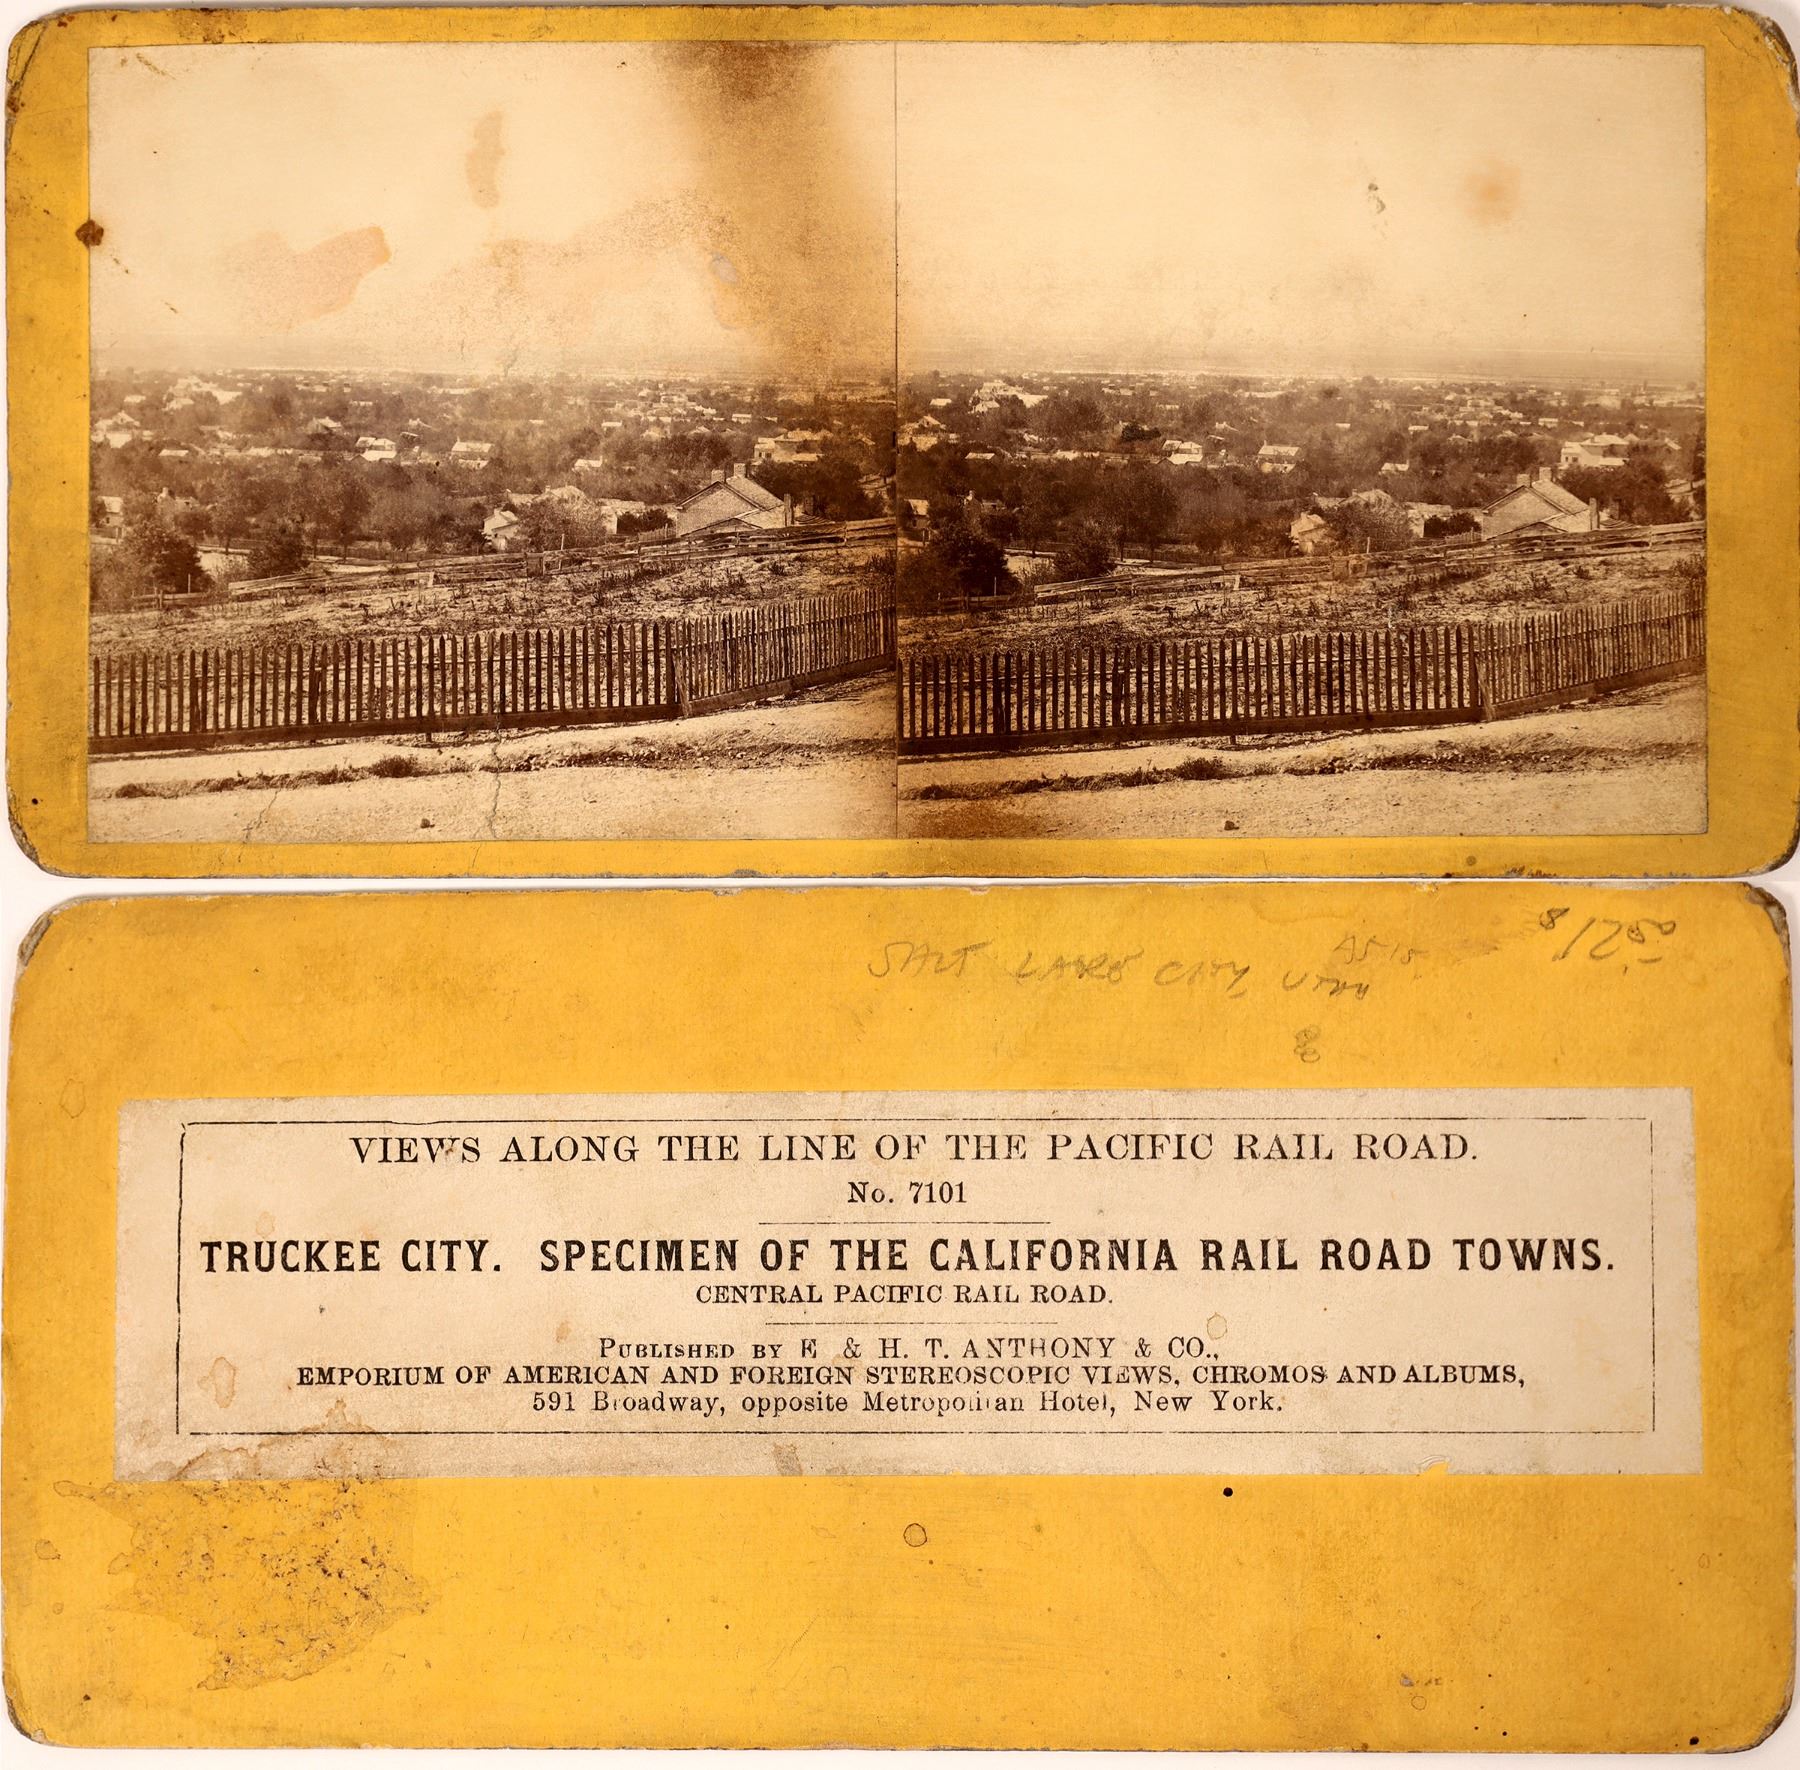 $12.50
SALT LAKE CITY, UTAH
VIEWS ALONG THE LINE OF THE PACIFIC RAIL ROAD.
No. 7101
TRUCKEE CITY. SPECIMEN OF THE CALIFORNIA RAIL ROAD TOWNS.
CENTRAL PACIFIC RAIL ROAD.
PUBLISHED BY E & H. T. ANTHONY & CO.,
EMPORIUM OF AMERICAN AND FOREIGN STEREOSCOPIC VIEWS, CHROMOS AND ALBUMS,
591 Broadway, opposite Metropolitan Hotel, New York.